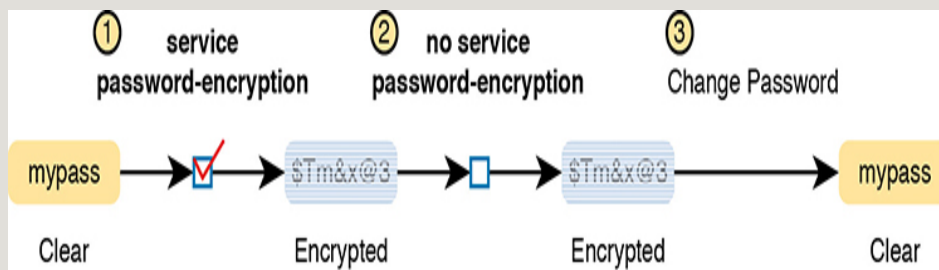 1
service
password-encryption
2
no service
password-encryption
3
Change Password
mypass
$Tm&x@3
$Tm&x@3
mypass
Clear
Encrypted
Encrypted
Clear